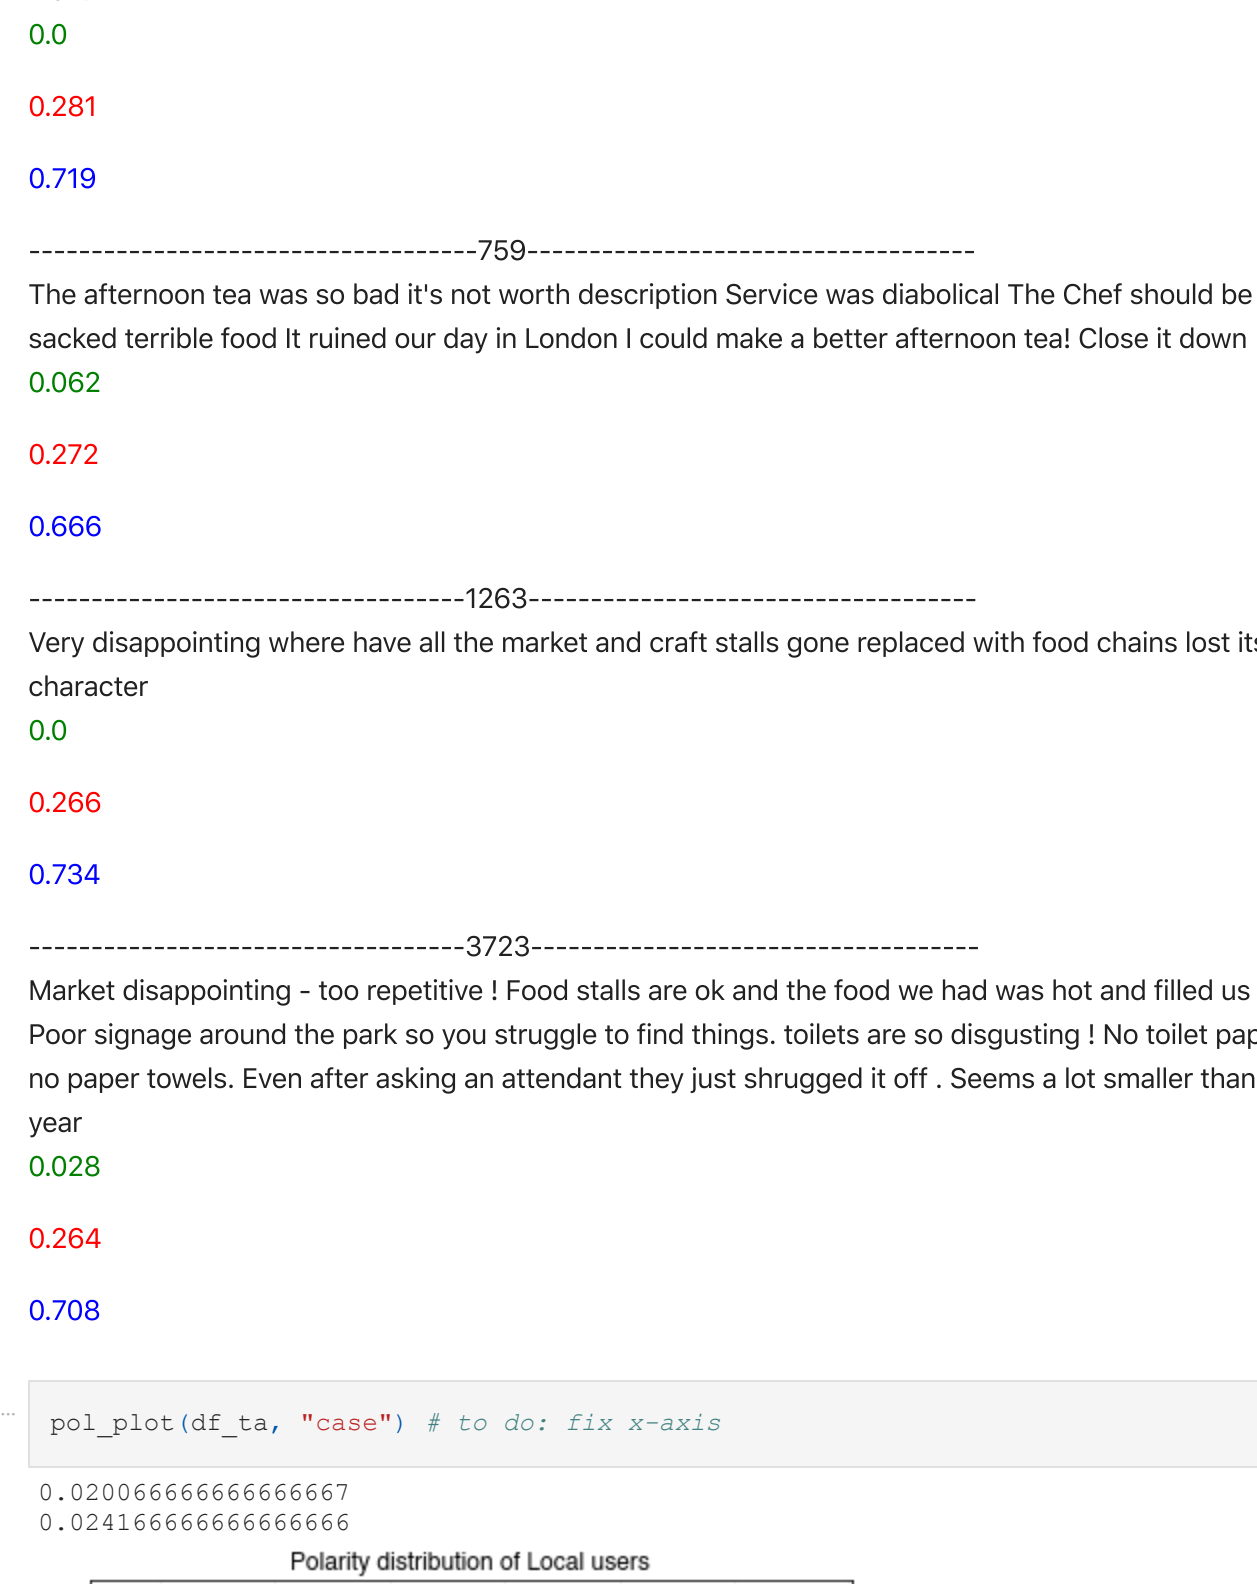 0.0
0.281
0.719
------------------------------------759------------------------------------
The afternoon tea was so bad it's not worth description Service was diabolical The Chef should be
sacked terrible food It ruined our day in London I could make a better afternoon tea! Close it down
0.062
0.272
0.666
-----------------------------------1263------------------------------------
Very disappointing where have all the market and craft stalls gone replaced with food chains lost its
character
0.0
0.266
0.734
-----------------------------------3723------------------------------------
Market disappointing - too repetitive ! Food stalls are ok and the food we had was hot and filled us
Poor signage around the park so you struggle to find things. toilets are so disgusting ! No toilet pap
no paper towels. Even after asking an attendant they just shrugged it off . Seems a lot smaller than
year
0.028
0.264
0.708
...
pol_plot(df_ta, "case") # to do: fix x-axis
0.020066666666666667
0.024166666666666666
Polarity distribution of Local users